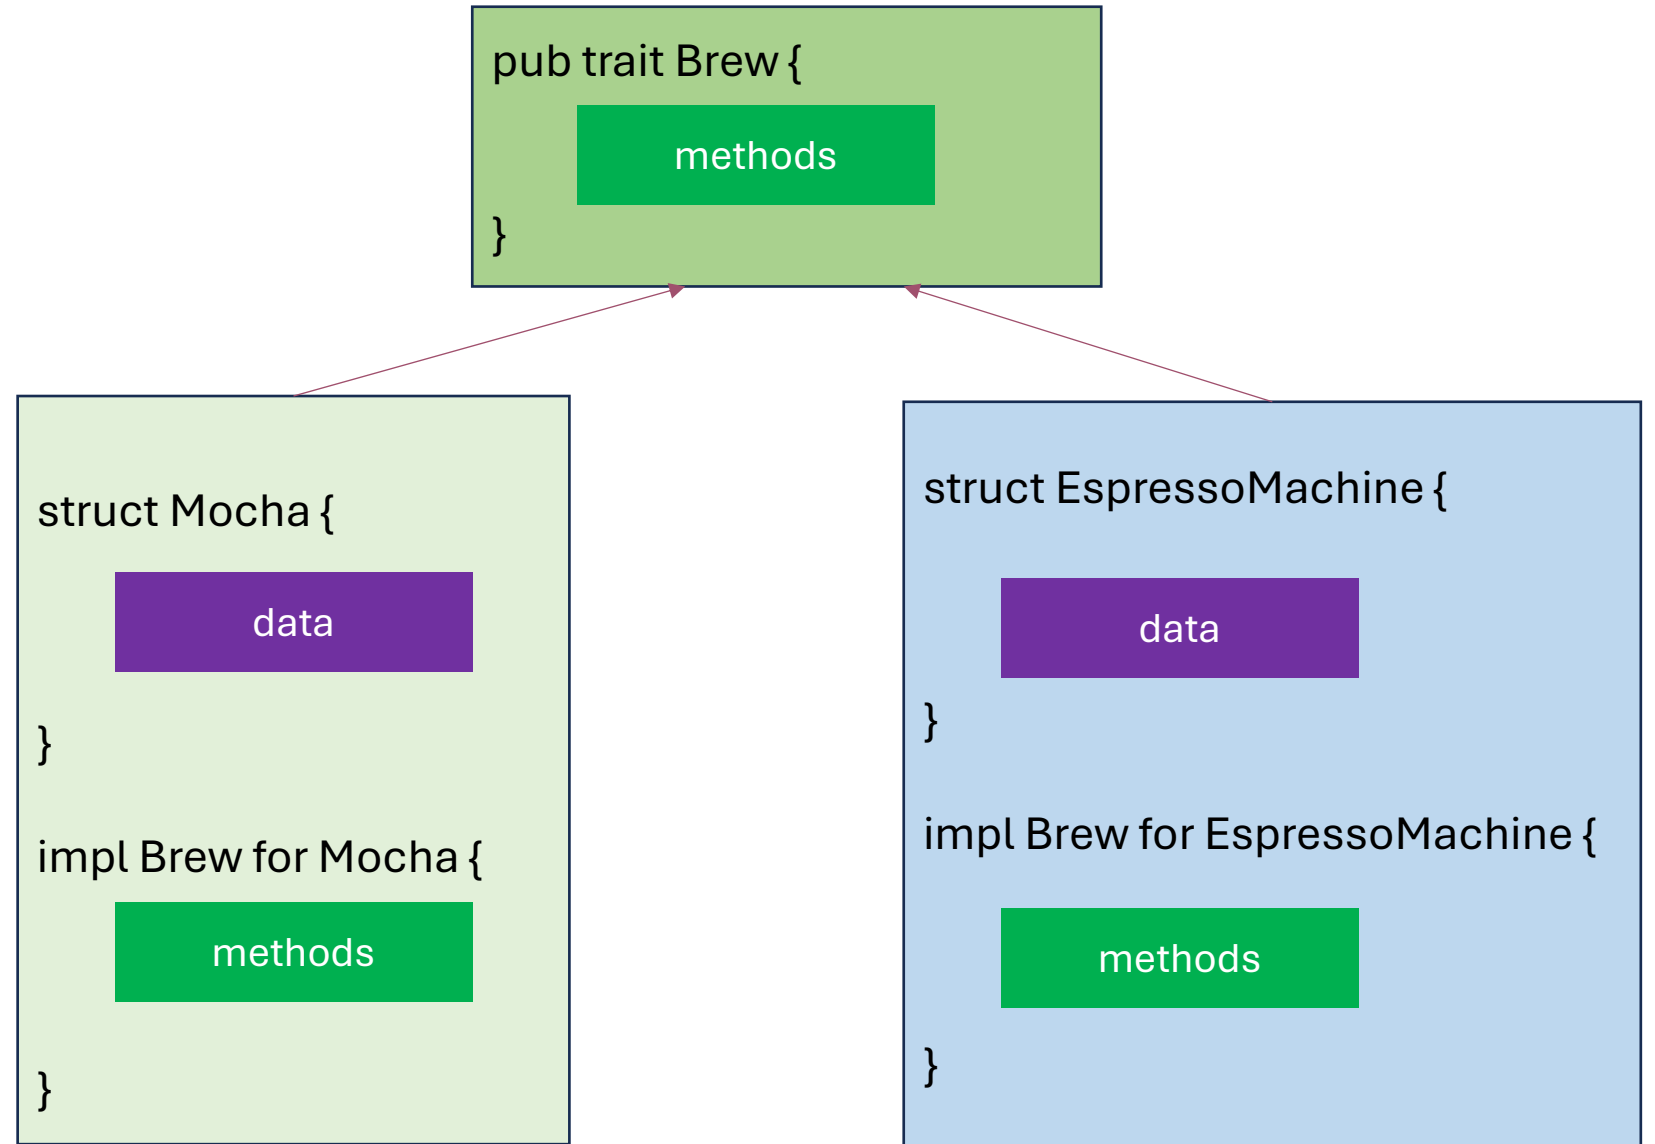 pub trait Brew {
methods
}
struct Mocha {
data
}
impl Brew for Mocha {
methods
}
struct EspressoMachine {
data
}
impl Brew for EspressoMachine {
methods
}